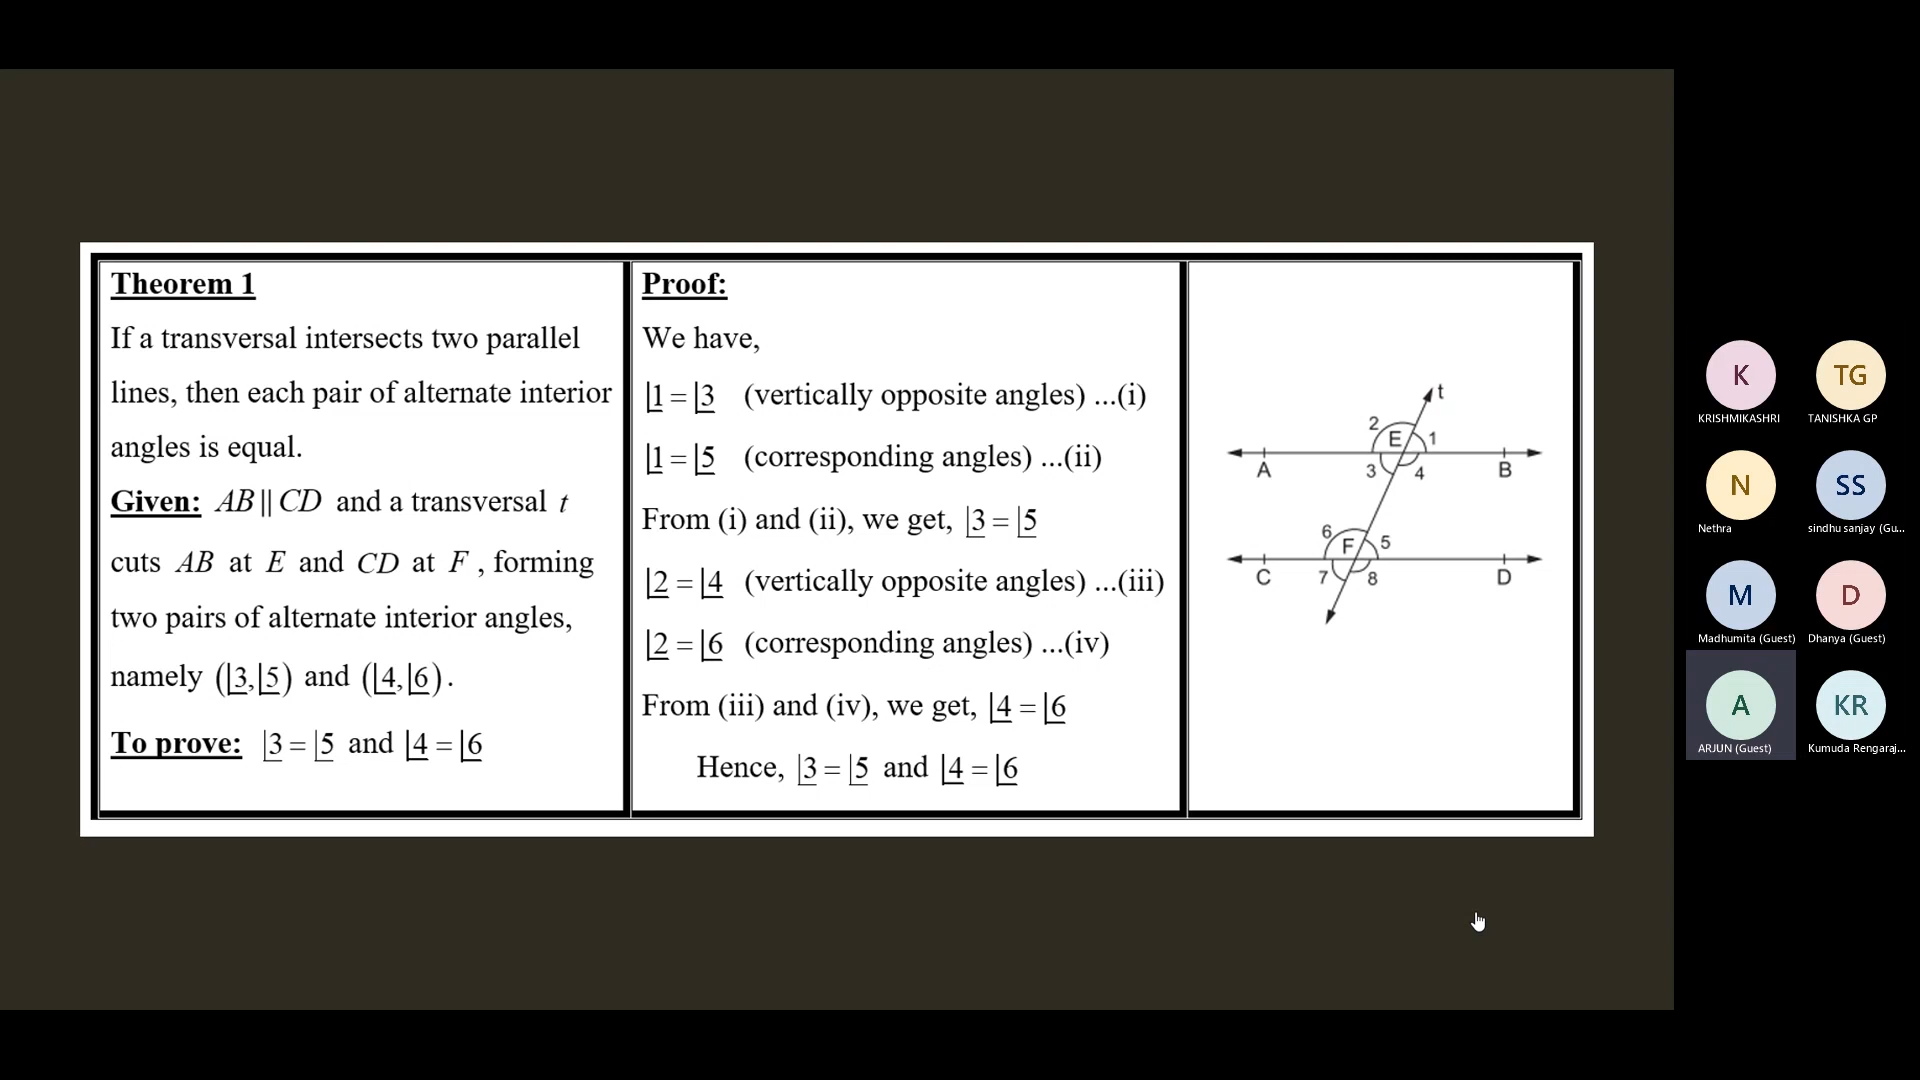 Theorem 1
If a transversal intersects two parallel
lines, then each pair of alternate interior
angles is equal.
Given: AB || CD and a transversal t
cuts AB at E and CD at F , forming
two pairs of alternate interior angles,
namely (⌊3,⌊5) and (⌊4,⌊6).
To prove: ⌊3 = ⌊5 and ⌊4 = ⌊6
Proof:
We have,
⌊1 = ⌊3 (vertically opposite angles) ...(i)
⌊1 = ⌊5 (corresponding angles) ...(ii)
From (i) and (ii), we get, ⌊3 = ⌊5
⌊2 = ⌊4 (vertically opposite angles) ...(iii)
⌊2 = ⌊6 (corresponding angles) ...(iv)
From (iii) and (iv), we get, ⌊4 = ⌊6
Hence, ⌊3 = ⌊5 and ⌊4 = ⌊6
t
2 E 1
A 3 4 B
6 F 5
C 7 8 D
K TG
KRISHMIKASHRI TANISHKA GP
N SS
Nethra sindhu sanjay (Gu...
M D
Madhumita (Guest) Dhanya (Guest)
A KR
ARJUN (Guest) Kumuda Rengaraj...